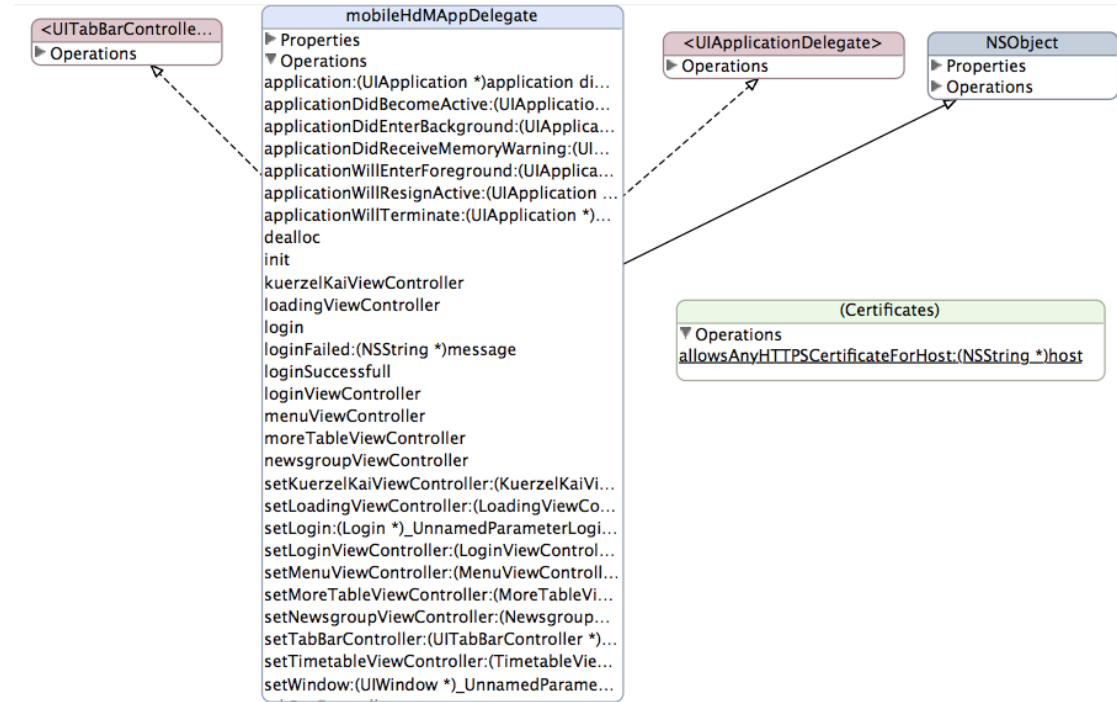 <UITabBarControlle...
Operations
mobileHdMAppDelegate
Properties
Operations
application:(UIApplication *)application di...
applicationDidBecomeActive:(UIApplicatio...
applicationDidEnterBackground:(UIApplica...
applicationDidReceiveMemoryWarning:(UI...
applicationWillEnterForeground:(UIApplica...
applicationWillResignActive:(UIApplication ...
applicationWillTerminate:(UIApplication *)...
dealloc
init
kuerzelKaiViewController
loadingViewController
login
loginFailed:(NSString *)message
loginSuccessfull
loginViewController
menuViewController
moreTableViewController
newsgroupViewController
setKuerzelKaiViewController:(KuerzelKaiVi...
setLoadingViewController:(LoadingViewCo...
setLogin:(Login *)_UnnamedParameterLogi...
setLoginViewController:(LoginViewControl...
setMenuViewController:(MenuViewControll...
setMoreTableViewController:(MoreTableVi...
setNewsgroupViewController:(Newsgroup...
setTabBarController:(UITabBarController *)...
setTimetableViewController:(TimetableVie...
setWindow:(UIWindow *)_UnnamedParame...
<UIApplicationDelegate>
Operations
NSObject
Properties
Operations
(Certificates)
Operations
allowsAnyHTTPSCertificateForHost:(NSString *)host